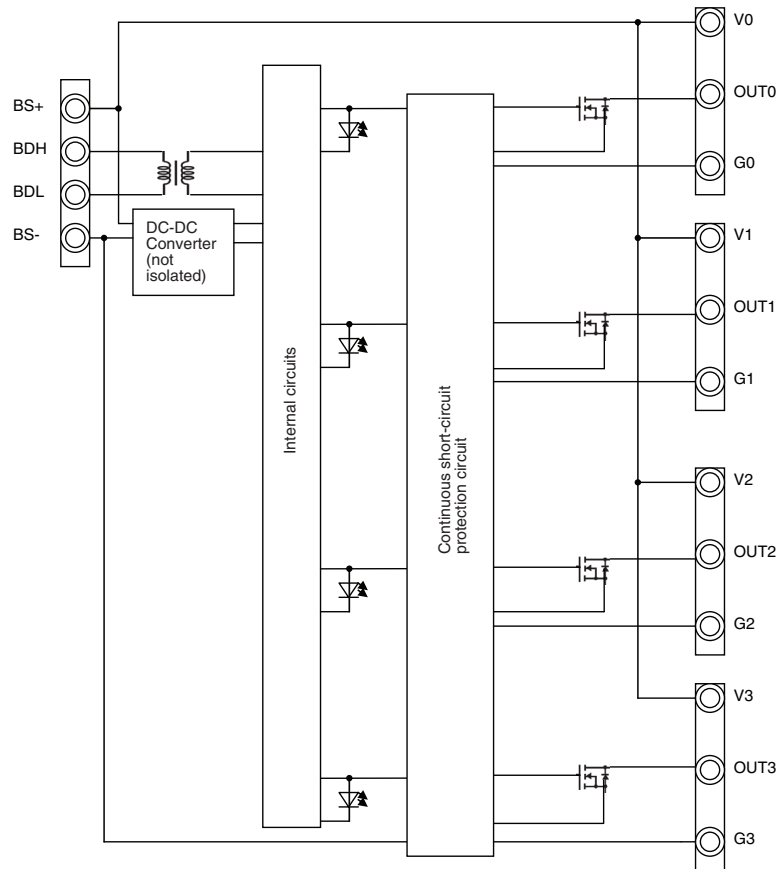 V0
BS+
OUT0
BDH
G0
BDL
BS-
DC-DC
Converter
(not
isolated)
V1
OUT1
G1
Internal circuits
Continuous short-circuit
protection circuit
V2
OUT2
G2
V3
OUT3
G3